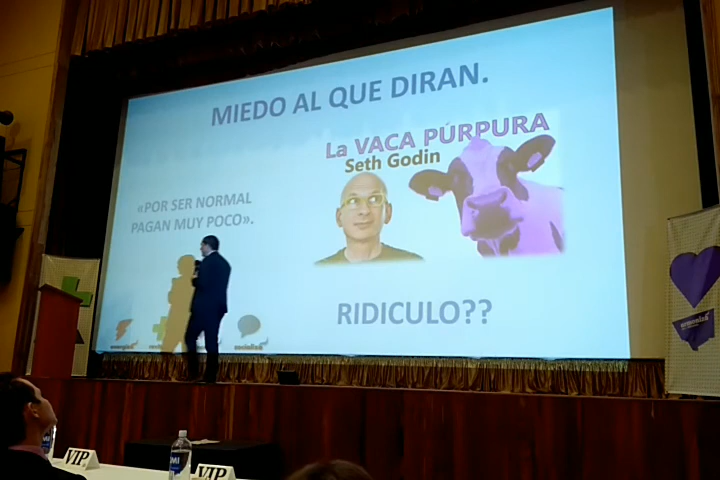 MIEDO AL QUE DIRAN.
La VACA PÚRPURA
Seth Godin
«POR SER NORMAL
PAGAN MUY POCO».
RIDICULO??
VIP
VIP